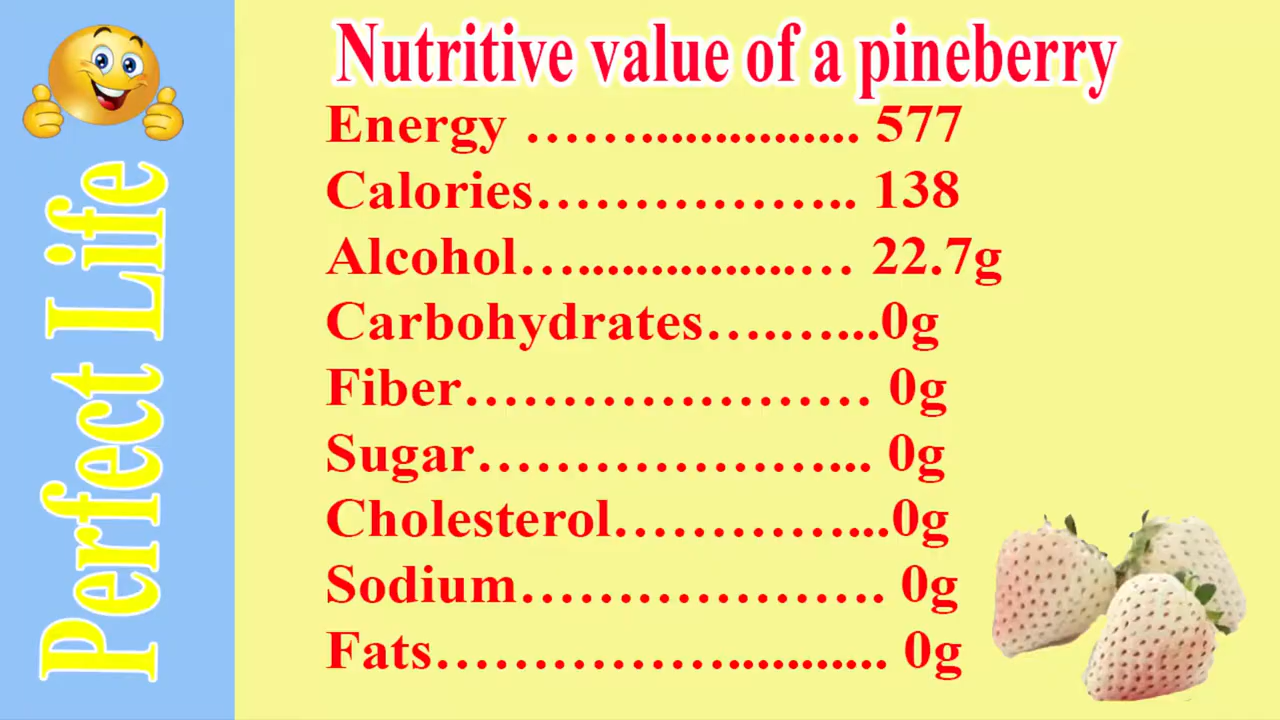 Perfect Life
Nutritive value of a pineberry
Energy ……............... 577
Calories…………….. 138
Alcohol…...............… 22.7g
Carbohydrates….…...0g
Fiber…………………… 0g
Sugar…………………... 0g
Cholesterol…………...0g
Sodium…………………. 0g
Fats……………........... 0g